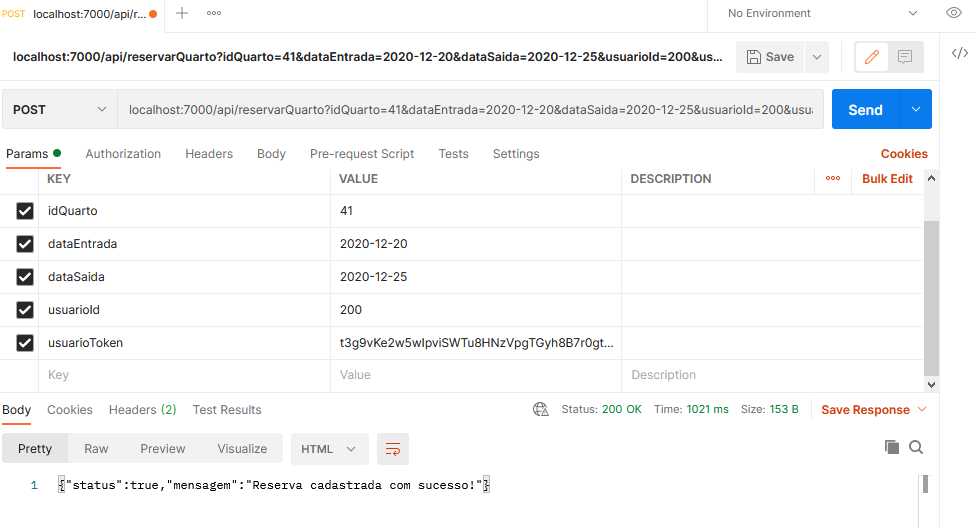 POST localhost:7000/api/r... No Environment
localhost:7000/api/reservarQuarto?idQuarto=41&dataEntrada=2020-12-20&dataSaida=2020-12-25&usuarioId=200&us... Save
POST localhost:7000/api/reservarQuarto?idQuarto=41&dataEntrada=2020-12-20&dataSaida=2020-12-25&usuarioId=200&usu Send
Params Authorization Headers Body Pre-request Script Tests Settings Cookies
KEY VALUE DESCRIPTION Bulk Edit
idQuarto 41
dataEntrada 2020-12-20
dataSaida 2020-12-25
usuarioId 200
usuarioToken t3g9vKe2w5wIpviSWTu8HNzVpgTGyh8B7r0gt...
Key Value Description
Body Cookies Headers (2) Test Results Status: 200 OK Time: 1021 ms Size: 153 B Save Response
Pretty Raw Preview Visualize HTML
1 {"status":true,"mensagem":"Reserva cadastrada com sucesso!"}